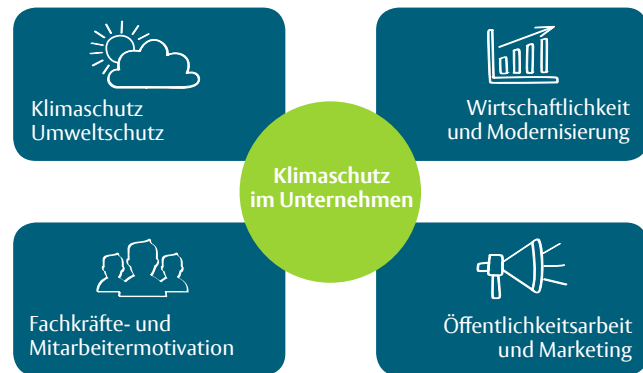 Klimaschutz
Umweltschutz
Wirtschaftlichkeit
und Modernisierung
Klimaschutz
im Unternehmen
Fachkräfte- und
Mitarbeitermotivation
Öffentlichkeitsarbeit
und Marketing